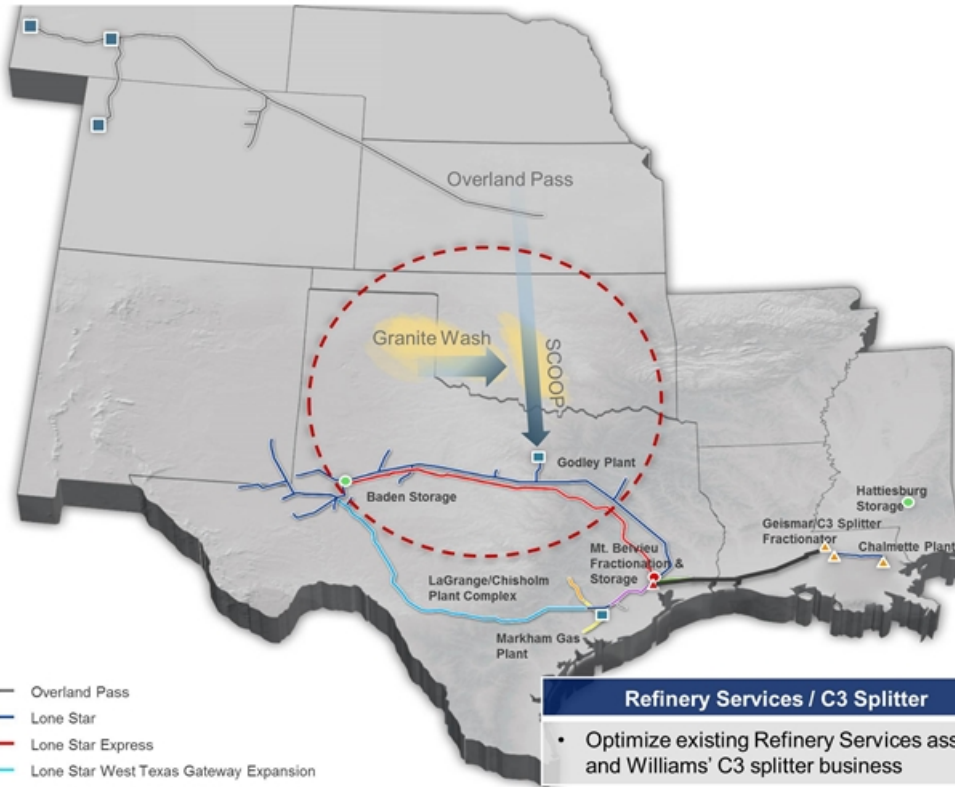 Overland Pass
Granite Wash
SCOOP
Godley Plant
Baden Storage
Hattiesburg
Storage
Geismar/C3 Splitter
Fractionator
Chalmette Plant
Mt. Belvieu
Fractionation &
Storage
LaGrange/Chisholm
Plant Complex
Markham Gas
Plant
Overland Pass
Lone Star
Lone Star Express
Lone Star West Texas Gateway Expansion
Refinery Services / C3 Splitter
• Optimize existing Refinery Services ass
and Williams' C3 splitter business